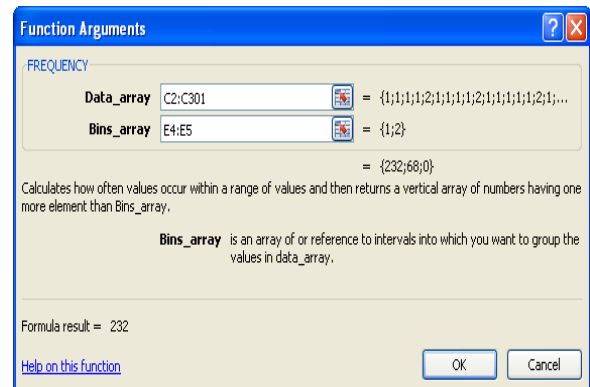 Function Arguments
FREQUENCY
Data_array C2:C301 = {1;1;1;1;2;1;1;1;1;2;1;1;1;1;1;2;1;...
Bins_array E4:E5 = {1;2}
= {232;68;0}
Calculates how often values occur within a range of values and then returns a vertical array of numbers having one
more element than Bins_array.
Bins_array is an array of or reference to intervals into which you want to group the
values in data_array.
Formula result = 232
Help on this function
OK Cancel